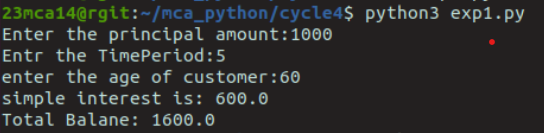 23mca14@rgit:~/mca_python/cycle4$ python3 exp1.py
Enter the principal amount:1000
Entr the TimePeriod:5
enter the age of customer:60
simple interest is: 600.0
Total Balane: 1600.0